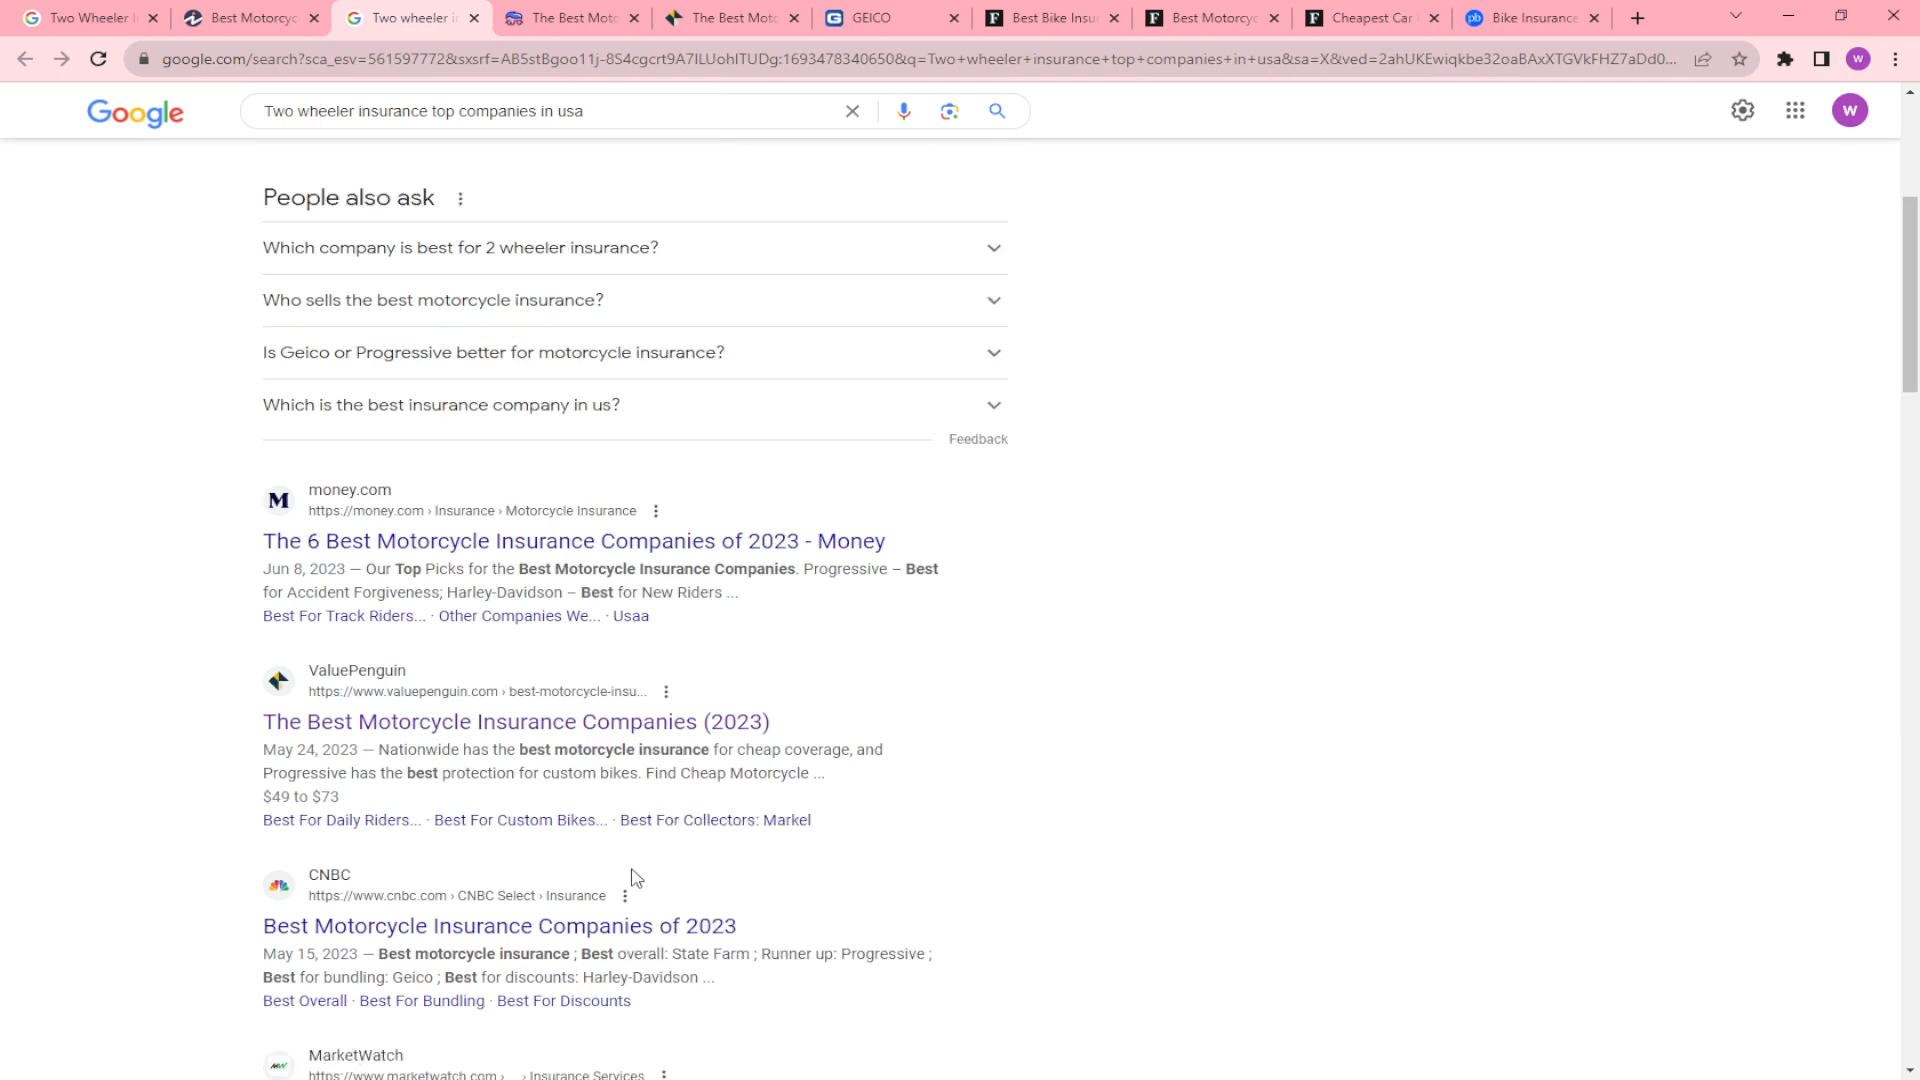 Two Wheeler I
Best Motorcyc
Two wheeler i
The Best Moto
The Best Moto
GEICO
Best Bike Insu
Best Motorcyc
Cheapest Car
Bike Insurance
google.com/search?sca_esv=561597772&sxsrf=AB5stBgoo11j-8S4cgcrt9A7ILUohITUDg:1693478340650&q=Two+wheeler+insurance+top+companies+in+usa&sa=X&ved=2ahUKEwiqkbe32oaBAxXTGVkFHZ7aDd0...
W
Google
Two wheeler insurance top companies in usa
W
People also ask
Which company is best for 2 wheeler insurance?
Who sells the best motorcycle insurance?
Is Geico or Progressive better for motorcycle insurance?
Which is the best insurance company in us?
Feedback
M
money.com
https://money.com › Insurance › Motorcycle Insurance
The 6 Best Motorcycle Insurance Companies of 2023 - Money
Jun 8, 2023 — Our Top Picks for the Best Motorcycle Insurance Companies. Progressive – Best
for Accident Forgiveness; Harley-Davidson – Best for New Riders ...
Best For Track Riders... · Other Companies We... · Usaa
ValuePenguin
https://www.valuepenguin.com › best-motorcycle-insu...
The Best Motorcycle Insurance Companies (2023)
May 24, 2023 — Nationwide has the best motorcycle insurance for cheap coverage, and
Progressive has the best protection for custom bikes. Find Cheap Motorcycle ...
$49 to $73
Best For Daily Riders... · Best For Custom Bikes... · Best For Collectors: Markel
CNBC
https://www.cnbc.com › CNBC Select › Insurance
Best Motorcycle Insurance Companies of 2023
May 15, 2023 — Best motorcycle insurance ; Best overall: State Farm ; Runner up: Progressive ;
Best for bundling: Geico ; Best for discounts: Harley-Davidson ...
Best Overall · Best For Bundling · Best For Discounts
MarketWatch
https://www.marketwatch.com › ... › Insurance Services